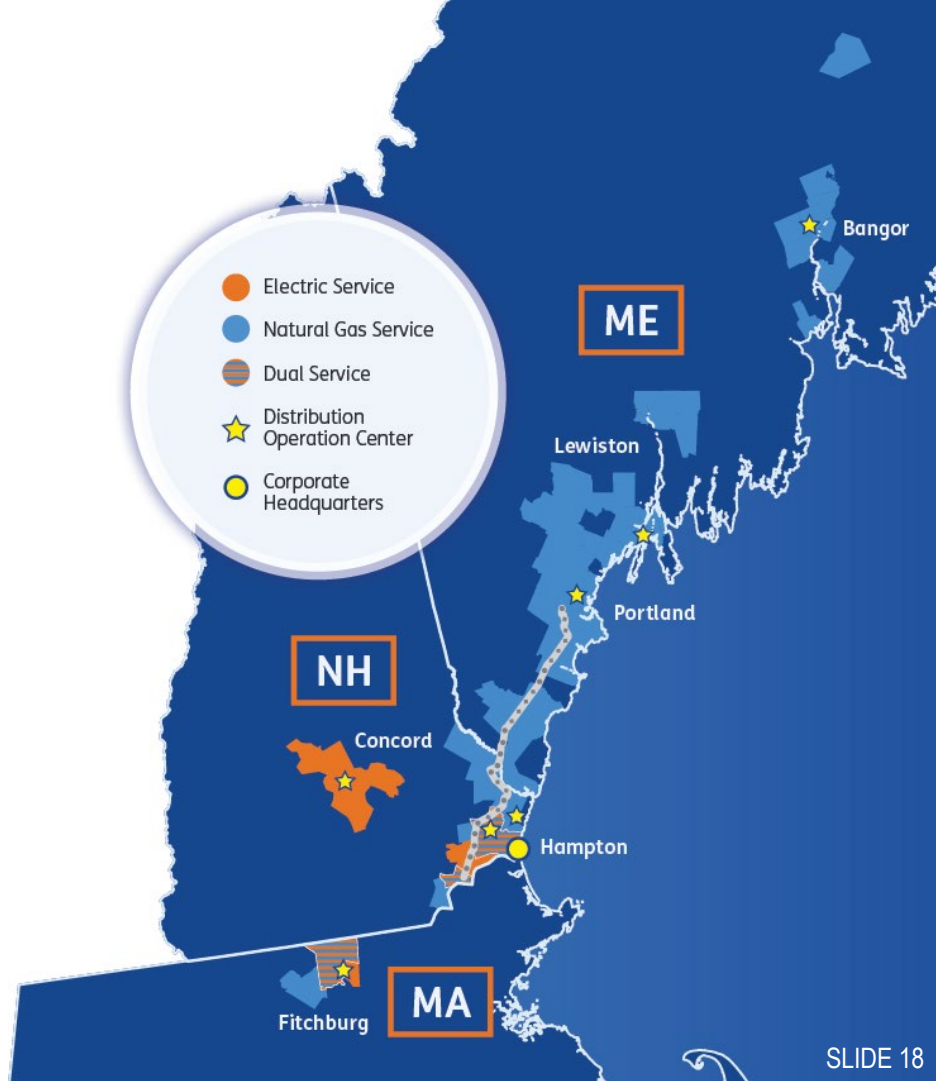 Electric Service
Natural Gas Service
Dual Service
Distribution
Operation Center
Corporate
Headquarters
Bangor
ME
Lewiston
Portland
NH
Concord
Hampton
MA
Fitchburg
SLIDE 18